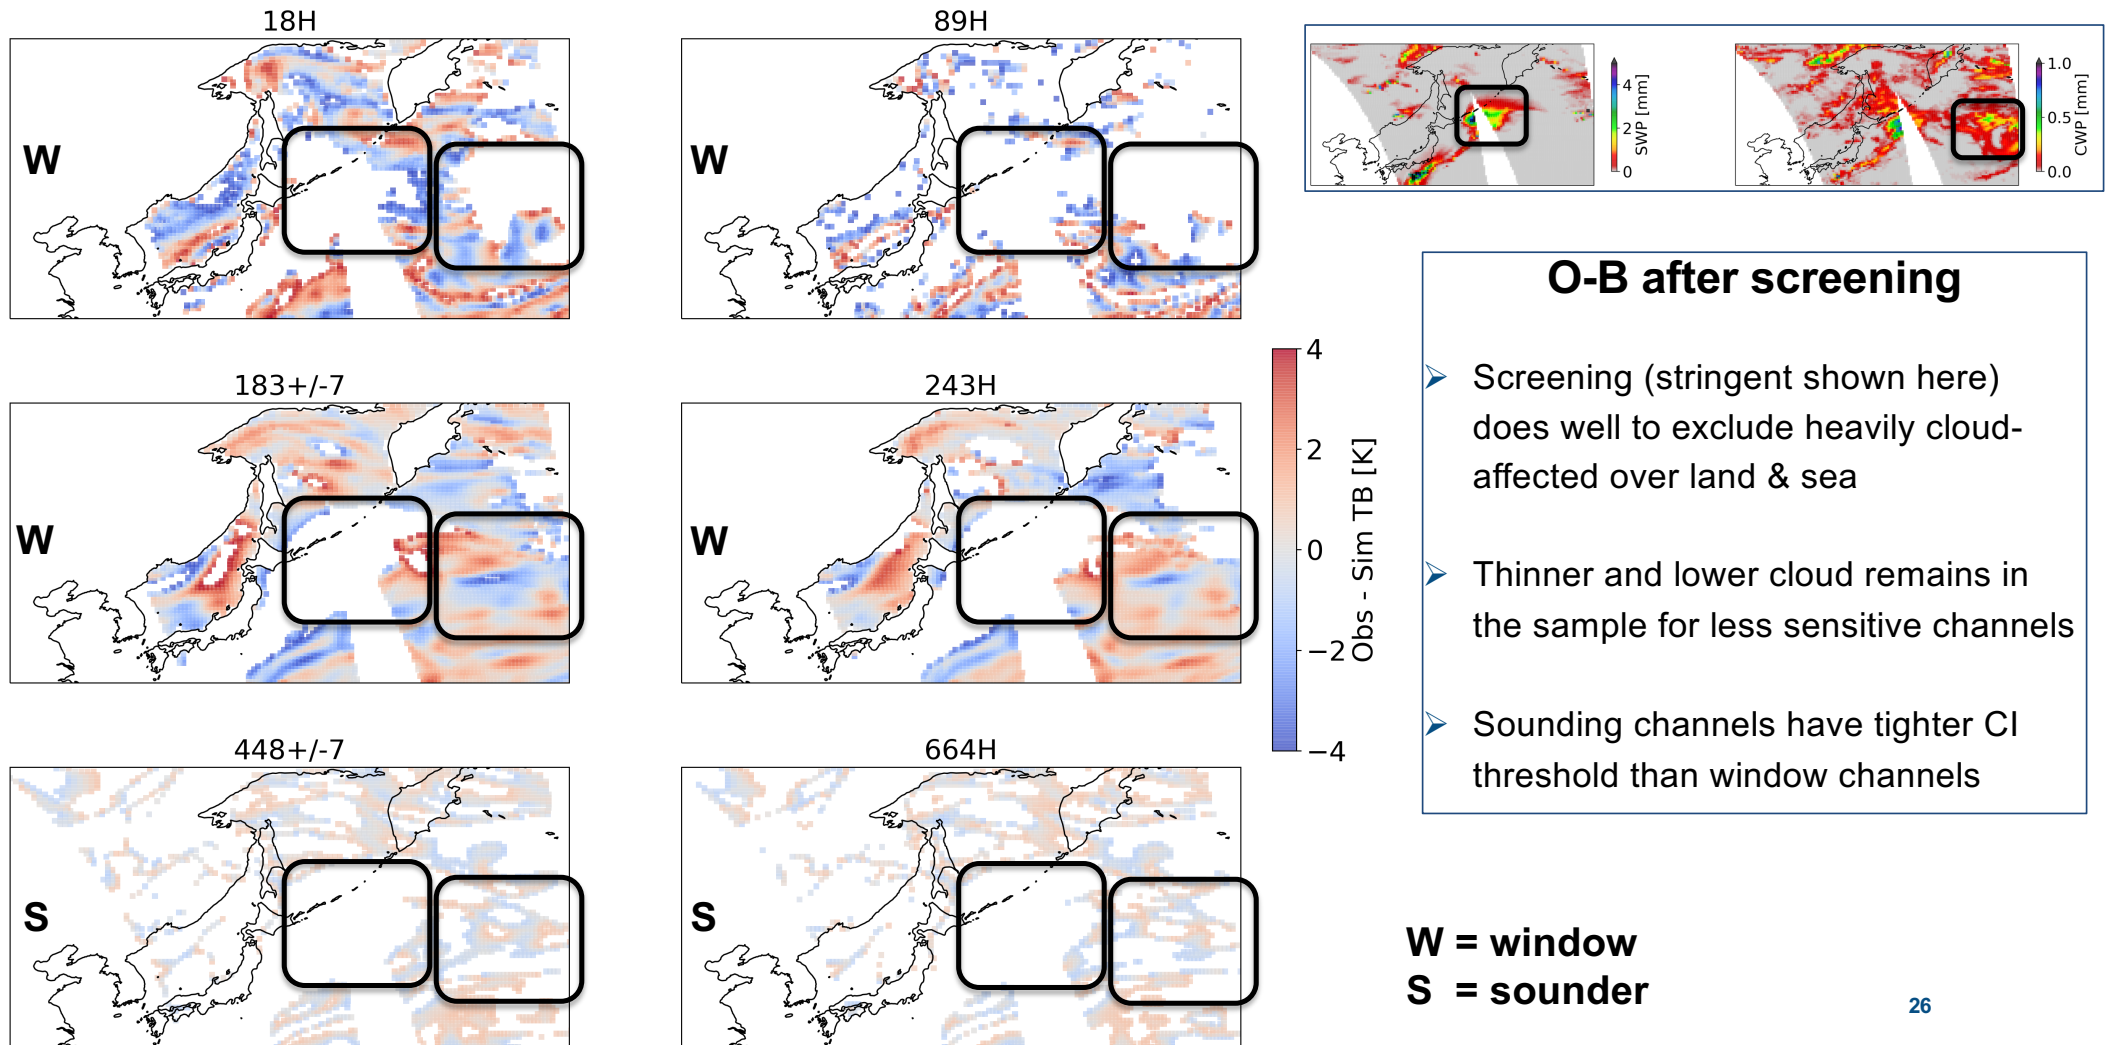 18H
W
89H
W
4
2
0
SWP [mm]
1.0
0.5
0.0
CWP [mm]
O-B after screening
Screening (stringent shown here)
does well to exclude heavily cloud-
affected over land & sea
Thinner and lower cloud remains in
the sample for less sensitive channels
Sounding channels have tighter CI
threshold than window channels
183+/-7
W
243H
W
4
2
0
−2
−4
Obs - Sim TB [K]
448+/-7
S
664H
S
W = window
S = sounder
26